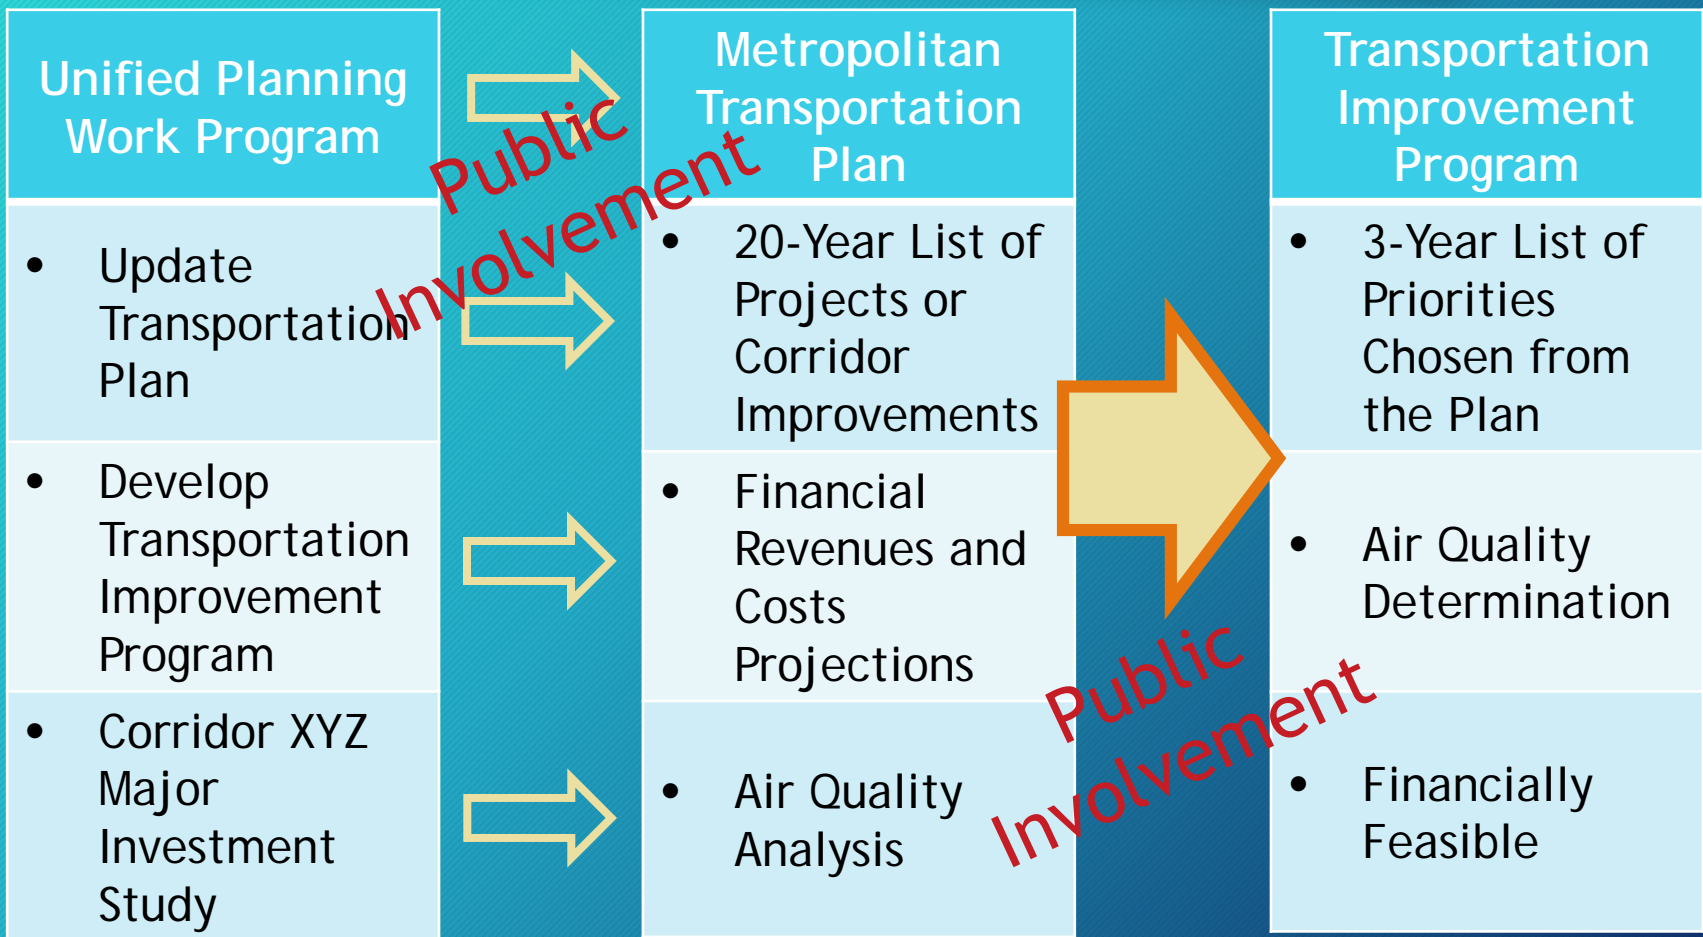 Unified Planning
Work Program
• Update
Transportation
Plan
• Develop
Transportation
Improvement
Program
• Corridor XYZ
Major
Investment
Study
Public
Involvement
Metropolitan
Transportation
Plan
• 20-Year List of
Projects or
Corridor
Improvements
• Financial
Revenues and
Costs
Projections
• Air Quality
Analysis
Public
Involvement
Transportation
Improvement
Program
• 3-Year List of
Priorities
Chosen from
the Plan
• Air Quality
Determination
• Financially
Feasible